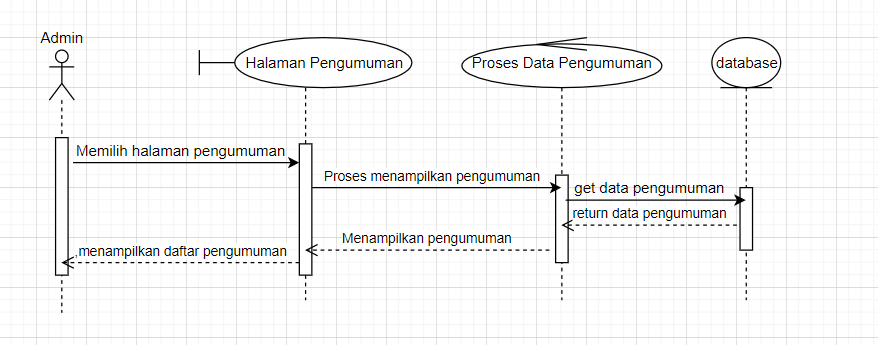 Admin
Halaman Pengumuman
Proses Data Pengumuman
database
Memilih halaman pengumuman
Proses menampilkan pengumuman
get data pengumuman
return data pengumuman
Menampilkan pengumuman
menampilkan daftar pengumuman